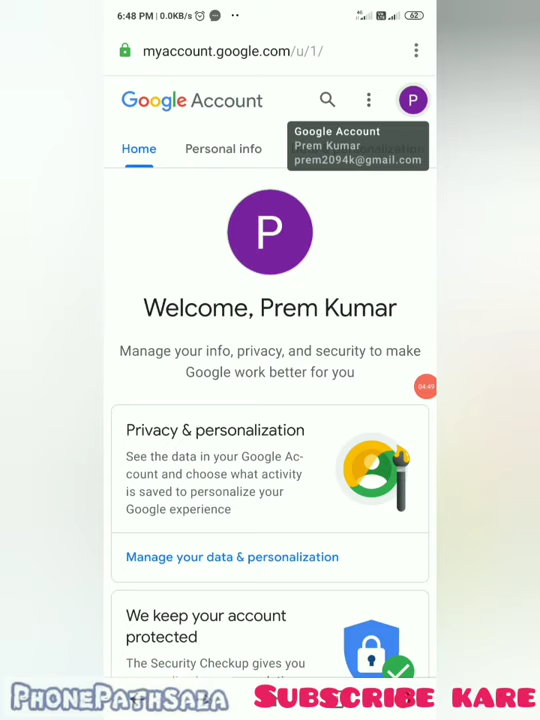 6:48 PM | 0.0KB/s
62
myaccount.google.com/u/1/
Google Account
P
Google Account
Prem Kumar
prem2094k@gmail.com
Home
Personal info
P
Welcome, Prem Kumar
Manage your info, privacy, and security to make
Google work better for you
04:49
Privacy & personalization
See the data in your Google Ac-
count and choose what activity
is saved to personalize your
Google experience
Manage your data & personalization
We keep your account
protected
The Security Checkup gives you
PhonePathsala
Subscribe kare